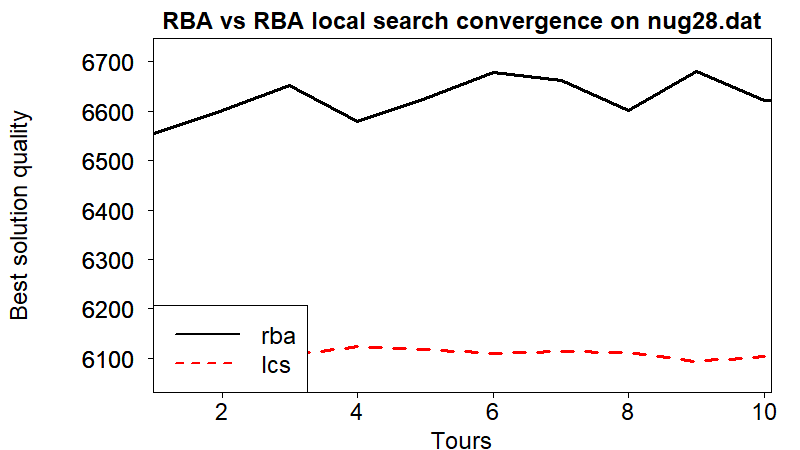 RBA vs RBA local search convergence on nug28.dat
Best solution quality
6700
6600
6500
6400
6300
6200
6100
rba
lcs
2 4 6 8 10
Tours